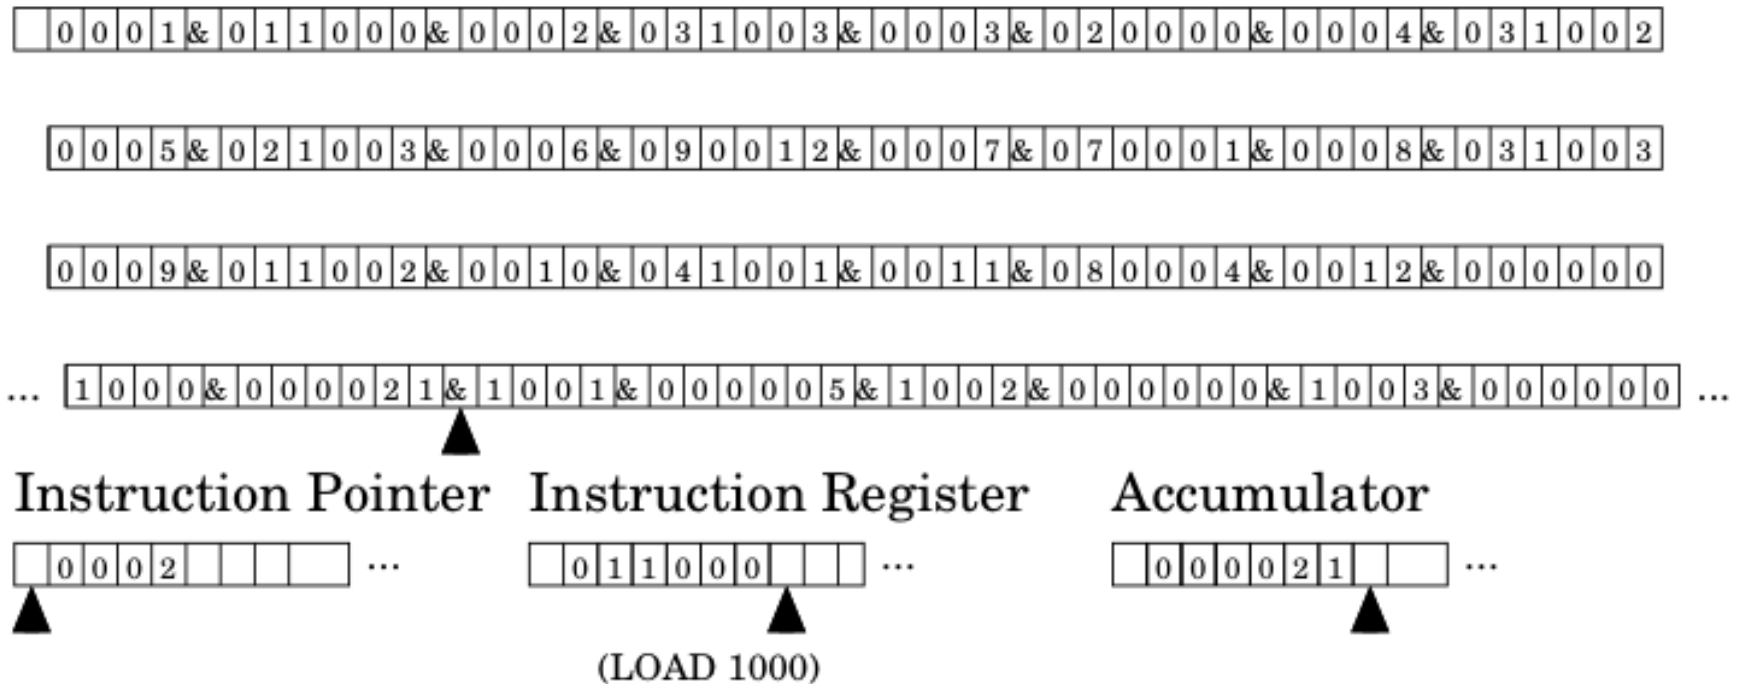 0001&011000&0002&031003&0003&020000&0004&031002
0005&021003&0006&090012&0007&070001&0008&031003
0009&011002&0010&041001&0011&080004&0012&000000
... 1000&000021&1001&000005&1002&000000&1003&000000 ...
Instruction Pointer Instruction Register Accumulator
0002 ... 011000 ... 000021 ...
(LOAD 1000)